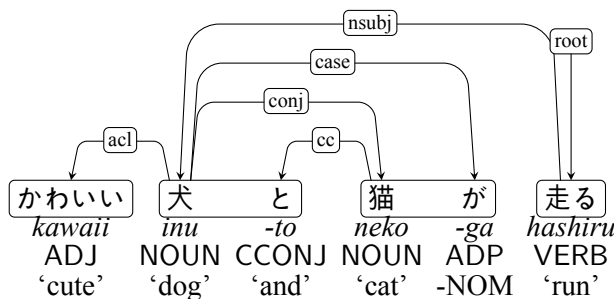 nsubj
root
case
conj
acl
cc
かわいい 犬 と 猫 が 走る
kawaii inu -to neko -ga hashiru
ADJ NOUN CCONJ NOUN ADP VERB
‘cute’ ‘dog’ ‘and’ ‘cat’ -NOM ‘run’